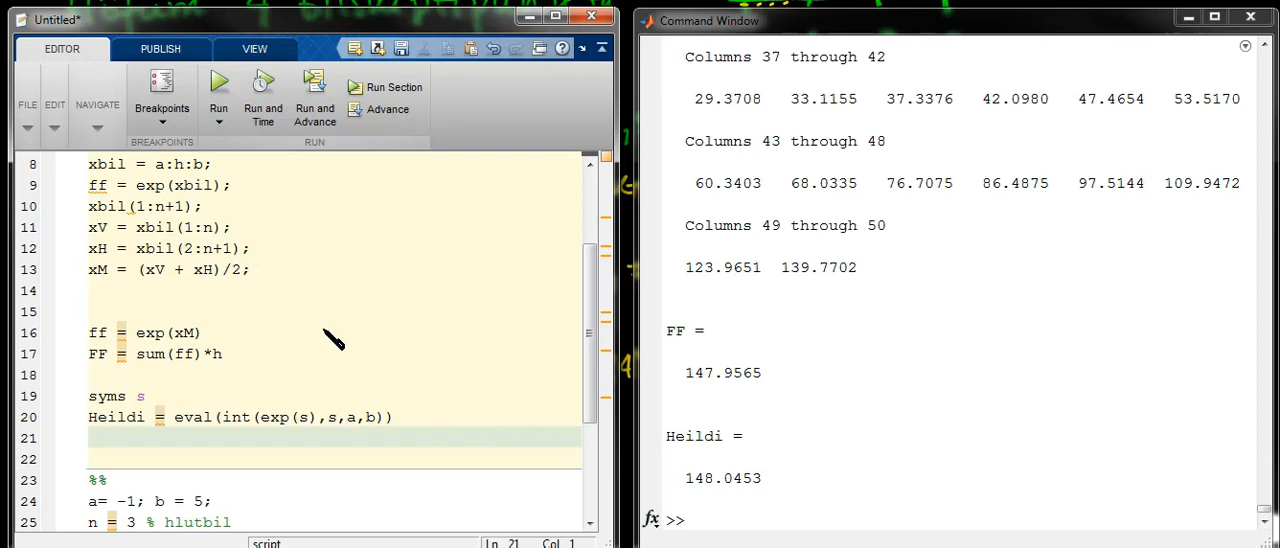 Untitled*
EDITOR PUBLISH VIEW
FILE EDIT NAVIGATE Breakpoints Run Run and Time Run and Advance Run Section Advance
BREAKPOINTS RUN
8 xbil = a:h:b;
9 ff = exp(xbil);
10 xbil(1:n+1);
11 xV = xbil(1:n);
12 xH = xbil(2:n+1);
13 xM = (xV + xH)/2;
14
15
16 ff = exp(xM)
17 FF = sum(ff)*h
18
19 syms s
20 Heildi = eval(int(exp(s),s,a,b))
21
22
23 %%
24 a= -1; b = 5;
25 n = 3 % hlutbil
script Ln 21 Col 1
Command Window
Columns 37 through 42
29.3708 33.1155 37.3376 42.0980 47.4654 53.5170
Columns 43 through 48
60.3403 68.0335 76.7075 86.4875 97.5144 109.9472
Columns 49 through 50
123.9651 139.7702
FF =
147.9565
Heildi =
148.0453
fx >>